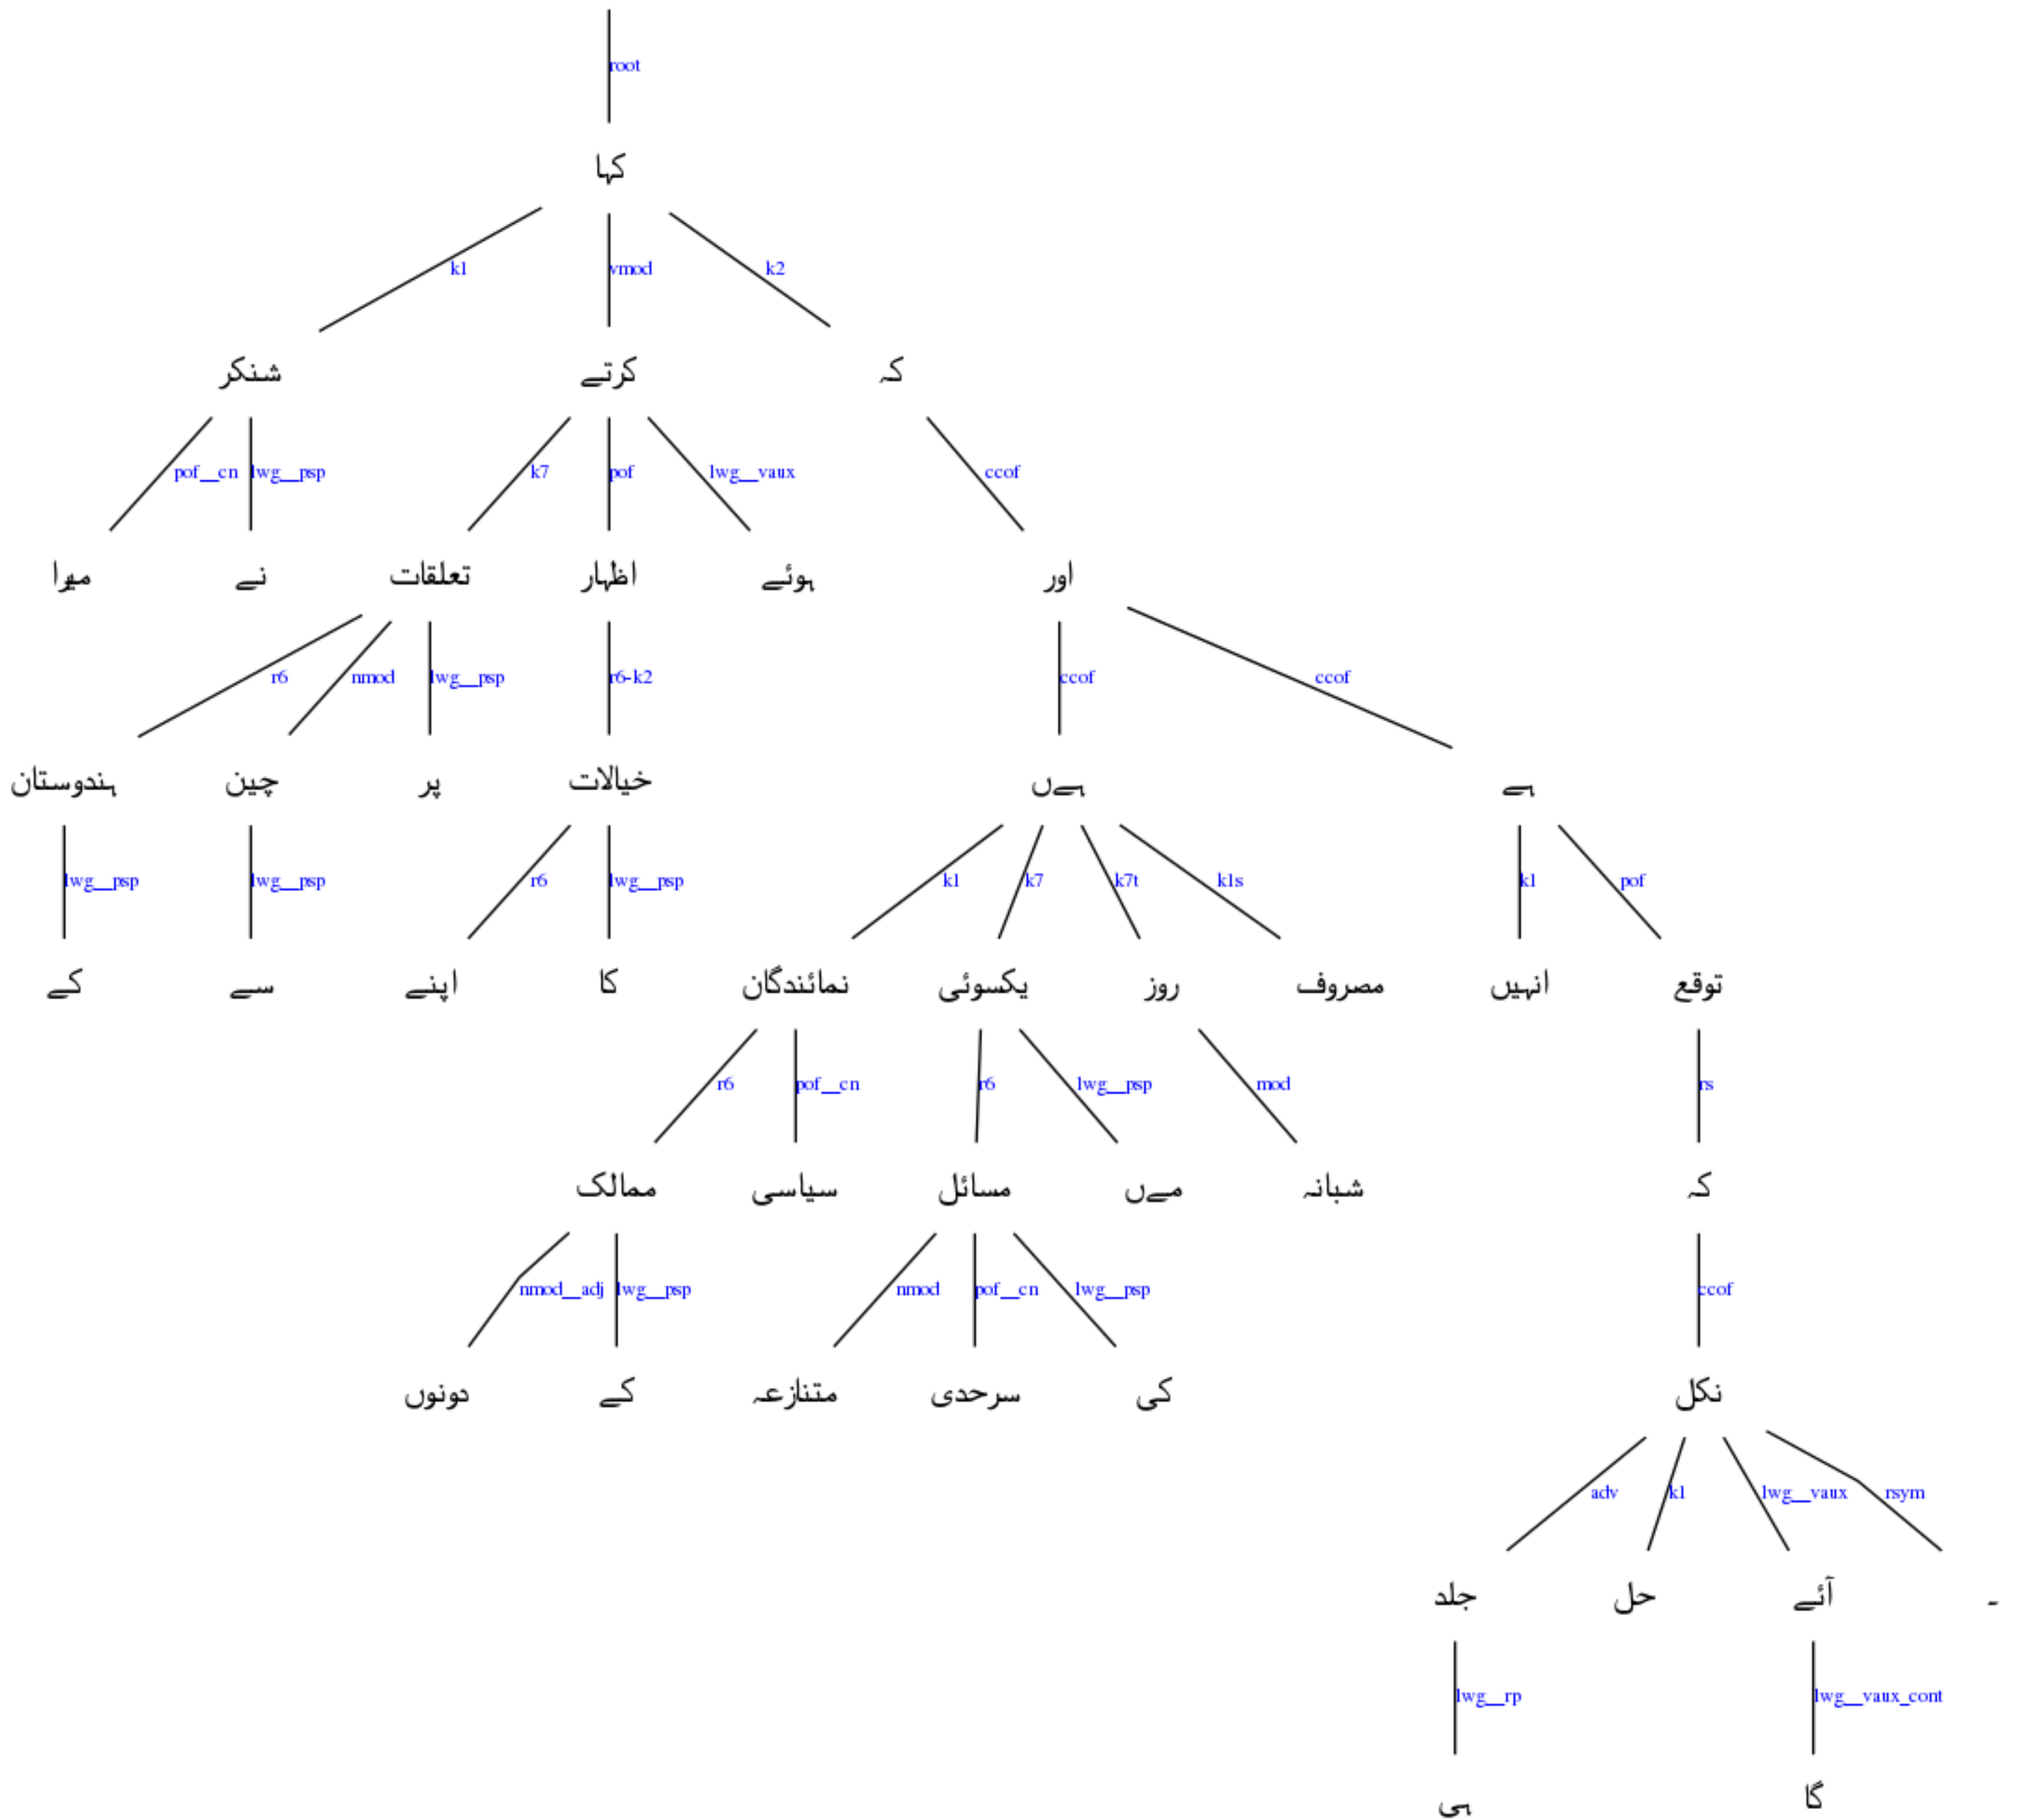 root
کہا
k1 vmod k2
شنکر کرتے کہ
pof__cn lwg__psp k7 pof lwg__vaux ccof
میرا نے تعلقات اظہار ہوئے اور
r6 nmod lwg__psp r6-k2 ccof ccof
ہندوستان چین پر خیالات ہےں ہے
lwg__psp lwg__psp r6 lwg__psp k1 k7 k7t k1s k1 pof
کے سے اپنے کا نمائندگان یکسوئی روز مصروف انہیں توقع
r6 pof__cn r6 lwg__psp mod rs
ممالک سیاسی مسائل مےں شبانہ کہ
nmod__adj lwg__psp nmod pof__cn lwg__psp ccof
دونوں کے متنازعہ سرحدی کی نکل
adv k1 lwg__vaux rsym
جلد حل آئے ۔
lwg__rp lwg__vaux_cont
ہی گا